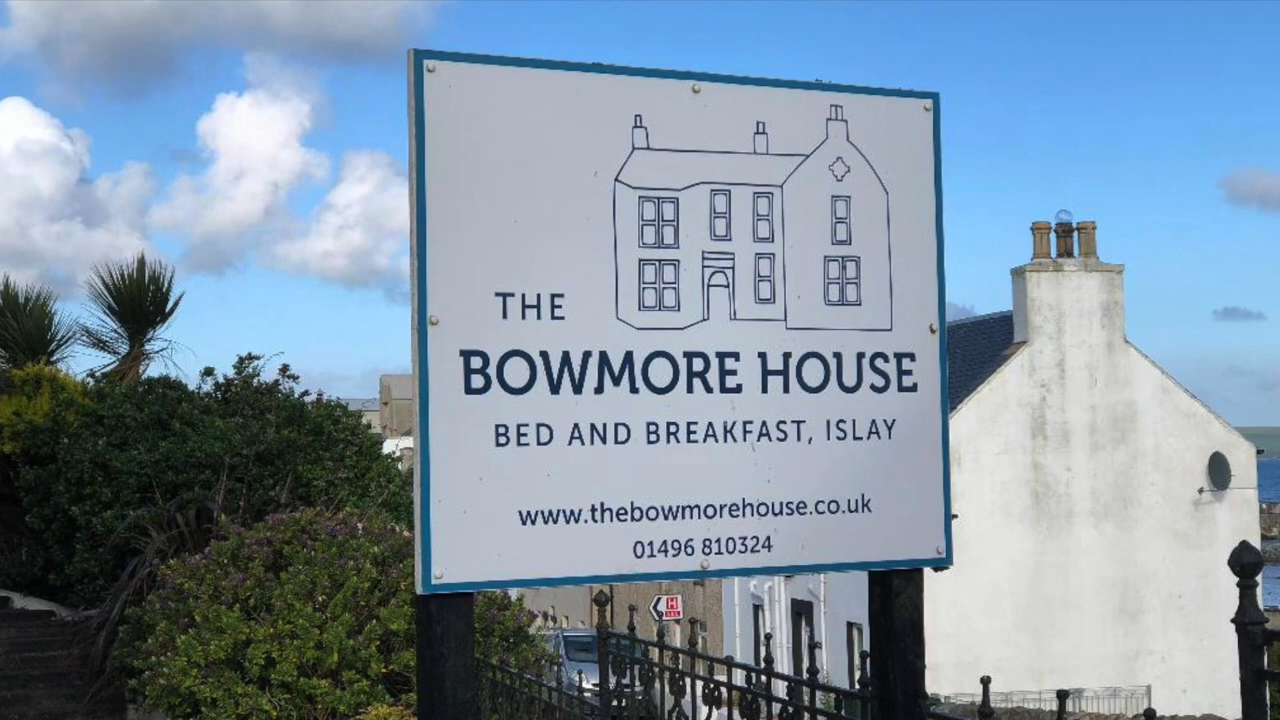 THE
BOWMORE HOUSE
BED AND BREAKFAST, ISLAY
www.thebowmorehouse.co.uk
01496 810324
H